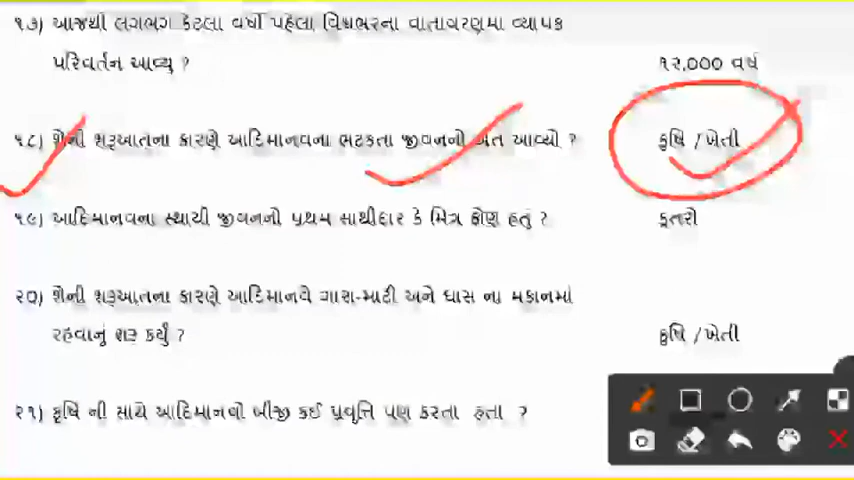 ૧૭) આજથી લગભગ કેટલા વર્ષો પહેલા વિશ્વભરના વાતાવરણમાં વ્યાપક
પરિવર્તન આવ્યુ ? ૧૨,૦૦૦ વર્ષ
૧૮) શેની શરૂઆતના કારણે આદિમાનવના ભટકતા જીવનનો અંત આવ્યો ? કૃષિ /ખેતી
૧૯) આદિમાનવના સ્થાયી જીવનનો પ્રથમ સાથીદાર કે મિત્ર કોણ હતું ? કૂતરો
૨૦) શેની શરૂઆતના કારણે આદિમાનવે ગારા-માટી અને ઘાસ ના મકાનમાં
રહેવાનું શરૂ કર્યું ? કૃષિ /ખેતી
૨૧) કૃષિ ની સાથે આદિમાનવો બીજી કઈ પ્રવૃત્તિ પણ કરતા હતા ?